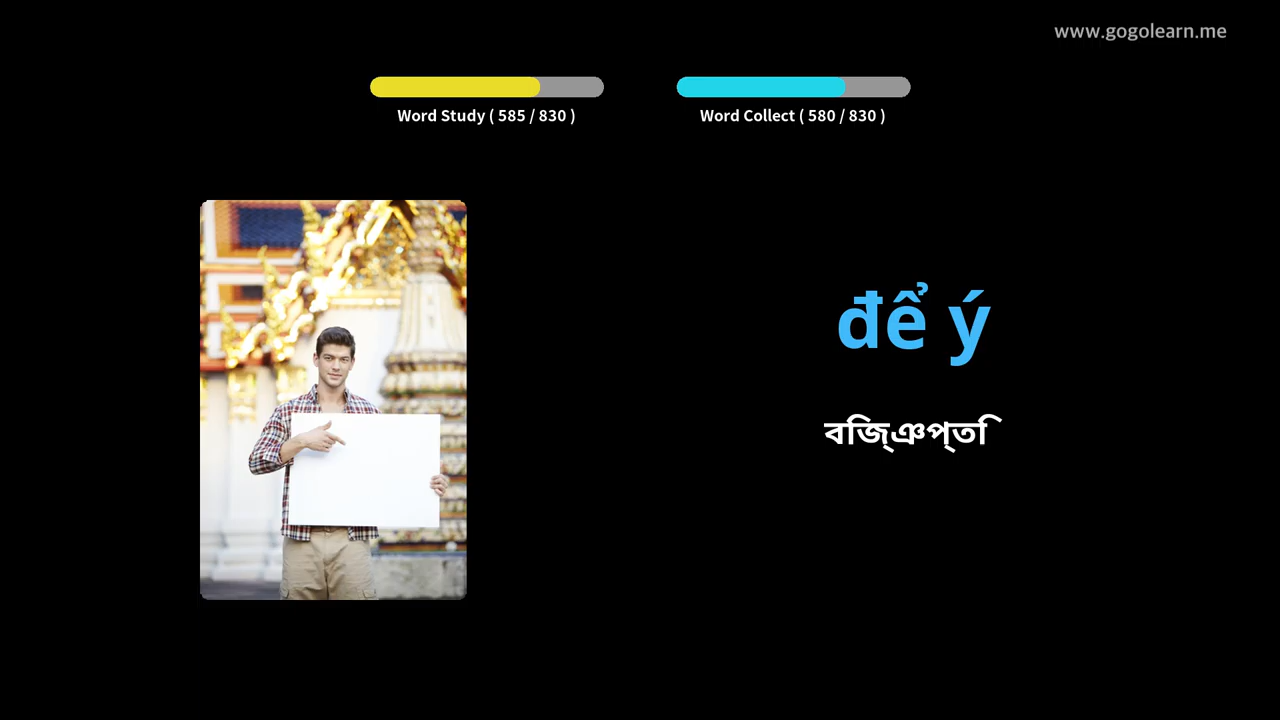 www.gogolearn.me
Word Study ( 585 / 830 )
Word Collect ( 580 / 830 )
để ý
বিজ্ঞপ্তি